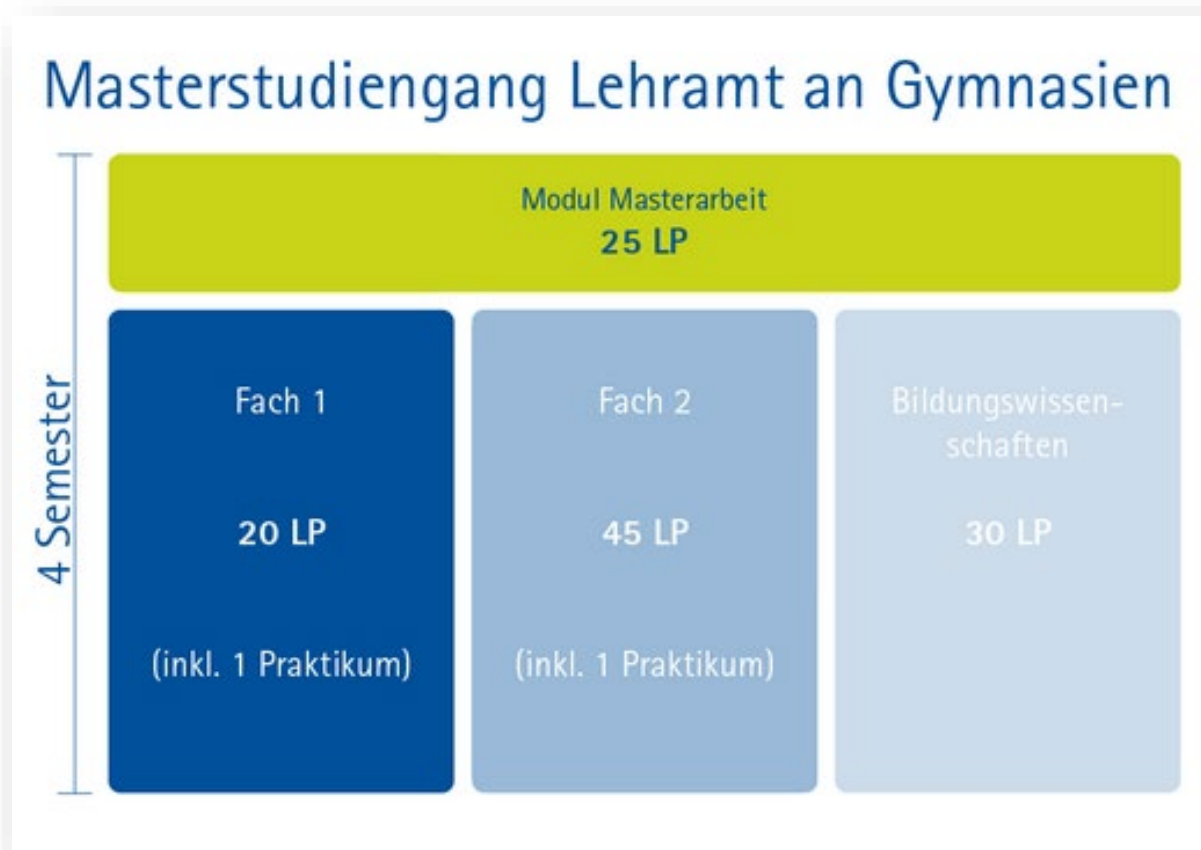 Masterstudiengang Lehramt an Gymnasien
4 Semester
Modul Masterarbeit
25 LP
Fach 1
20 LP
(inkl. 1 Praktikum)
Fach 2
45 LP
(inkl. 1 Praktikum)
Bildungswissen-
schaften
30 LP